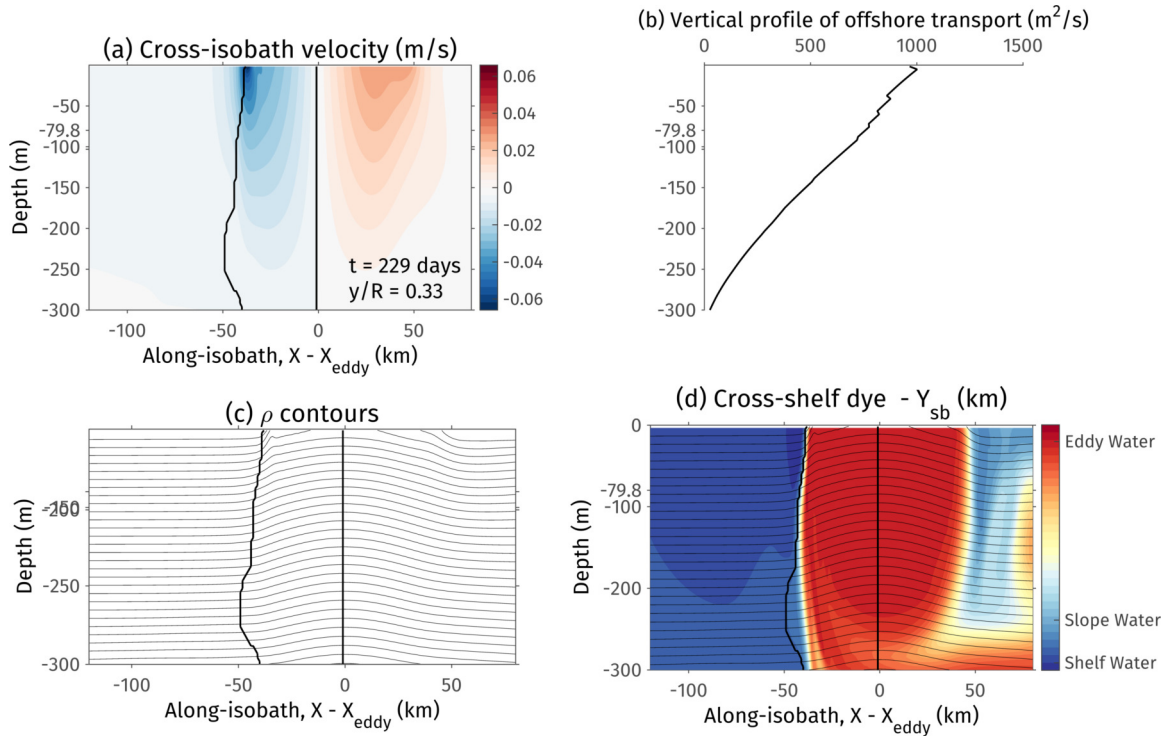 (a) Cross-isobath velocity (m/s)
Depth (m)
-50
-79.8
-100
-150
-200
-250
-300
t = 229 days
y/R = 0.33
0.06
0.04
0.02
0
-0.02
-0.04
-0.06
-100 -50 0 50
Along-isobath, X - Xeddy (km)
(b) Vertical profile of offshore transport (m²/s)
0 500 1000 1500
-50
-79.8
-100
-150
-200
-250
-300
Depth (m)
(c) ρ contours
Depth (m)
-150
-200
-200
-250
-300
-100 -50 0 50
Along-isobath, X - Xeddy (km)
(d) Cross-shelf dye - Ysb (km)
Depth (m)
0
-79.8
-100
-200
-300
Eddy Water
Slope Water
Shelf Water
-100 -50 0 50
Along-isobath, X - Xeddy (km)